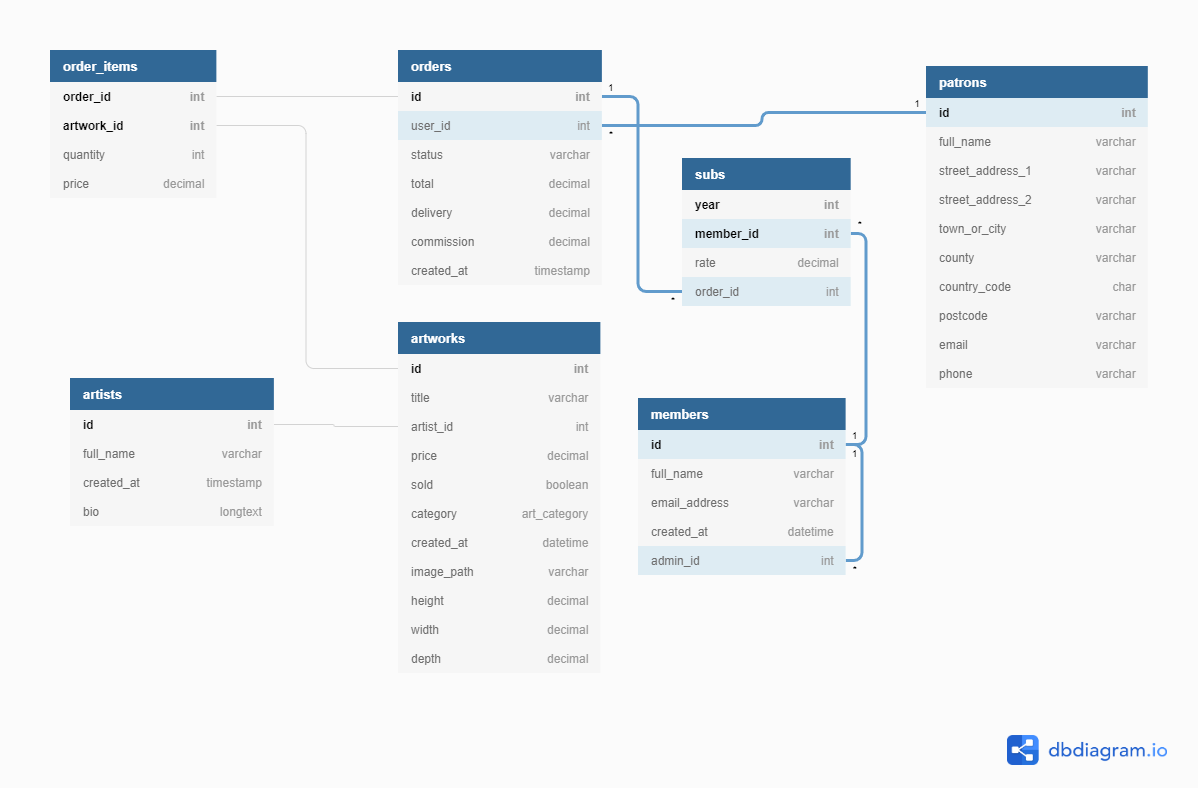 order_items
order_id int
artwork_id int
quantity int
price decimal
orders
id int
user_id int
status varchar
total decimal
delivery decimal
commission decimal
created_at timestamp
1
*
1
patrons
id int
full_name varchar
street_address_1 varchar
street_address_2 varchar
town_or_city varchar
county varchar
country_code char
postcode varchar
email varchar
phone varchar
subs
year int
member_id int
rate decimal
order_id int
*
*
artworks
id int
title varchar
artist_id int
price decimal
sold boolean
category art_category
created_at datetime
image_path varchar
height decimal
width decimal
depth decimal
artists
id int
full_name varchar
created_at timestamp
bio longtext
members
id int
full_name varchar
email_address varchar
created_at datetime
admin_id int
1
1
*
dbdiagram.io